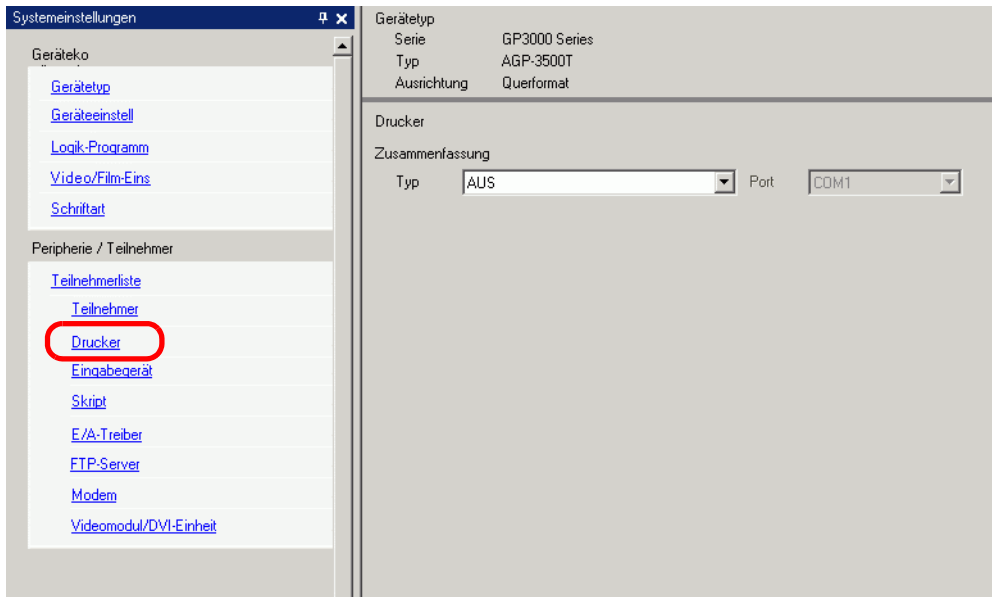 Systemeinstellungen
Geräteko
Gerätetyp
Geräteeinstell
Logik-Programm
Video/Film-Eins
Schriftart
Peripherie / Teilnehmer
Teilnehmerliste
Teilnehmer
Drucker
Eingabegerät
Skript
E/A-Treiber
FTP-Server
Modem
Videomodul/DVI-Einheit
Gerätetyp
Serie GP3000 Series
Typ AGP-3500T
Ausrichtung Querformat
Drucker
Zusammenfassung
Typ AUS Port COM1